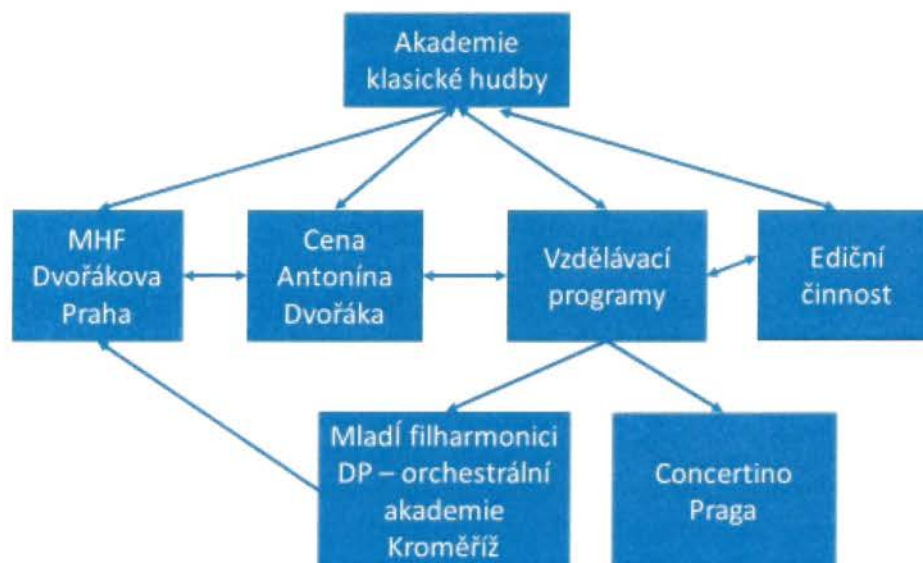 Akademie
klasické hudby
MHF
Dvořákova
Praha
Cena
Antonína
Dvořáka
Vzdělávací
programy
Ediční
činnost
Mladí filharmonici
DP – orchestrální
akademie
Kroměříž
Concertino
Praga